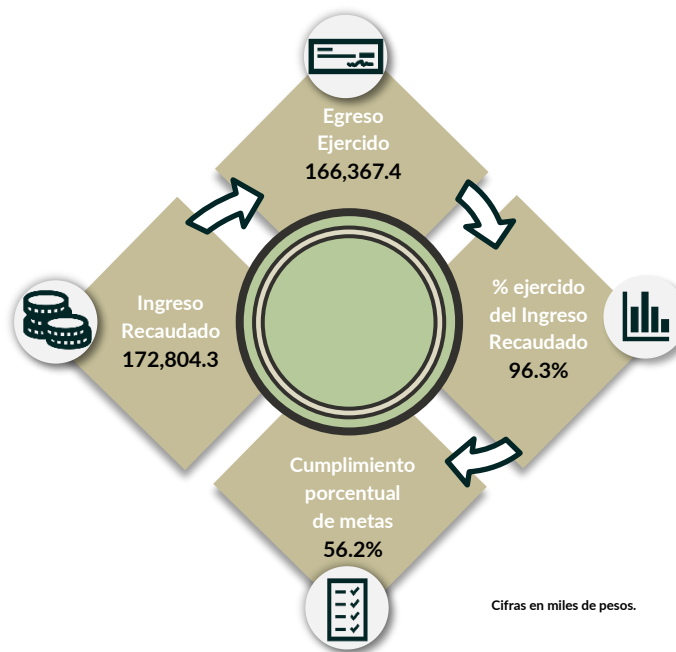 Egreso
Ejercido
166,367.4
Ingreso
Recaudado
172,804.3
% ejercido
del Ingreso
Recaudado
96.3%
Cumplimiento
porcentual
de metas
56.2%
Cifras en miles de pesos.